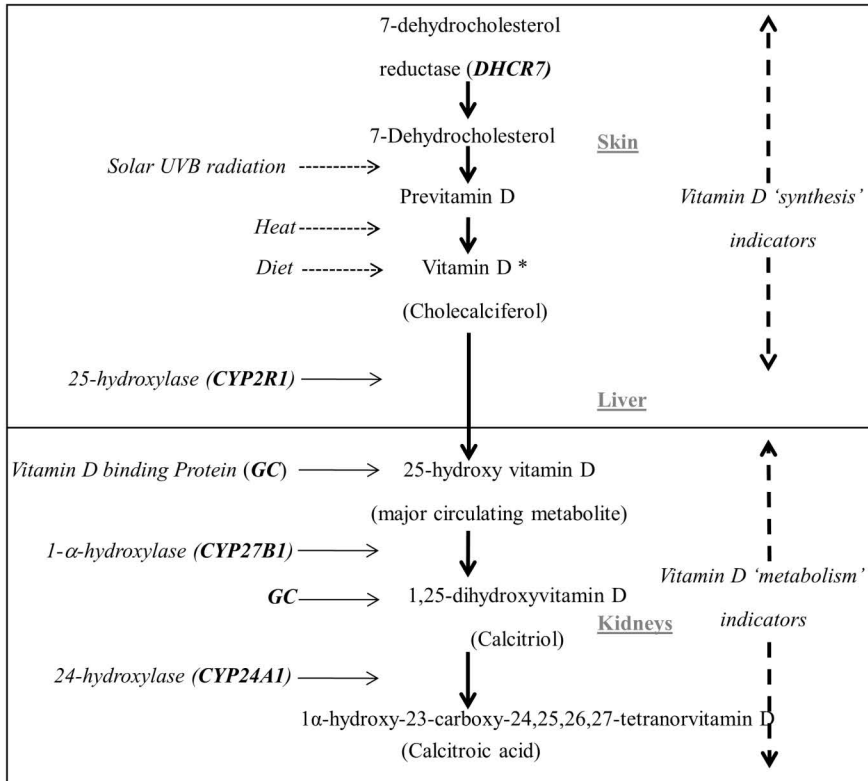 7-dehydrocholesterol
reductase (DHCR7)
7-Dehydrocholesterol
Skin
Solar UVB radiation
Previtamin D
Vitamin D ‘synthesis’
indicators
Heat
Diet
Vitamin D *
(Cholecalciferol)
25-hydroxylase (CYP2R1)
Liver
Vitamin D binding Protein (GC)
25-hydroxy vitamin D
(major circulating metabolite)
1-α-hydroxylase (CYP27B1)
Vitamin D ‘metabolism’
indicators
GC
1,25-dihydroxyvitamin D
(Calcitriol)
Kidneys
24-hydroxylase (CYP24A1)
1α-hydroxy-23-carboxy-24,25,26,27-tetranorvitamin D
(Calcitroic acid)